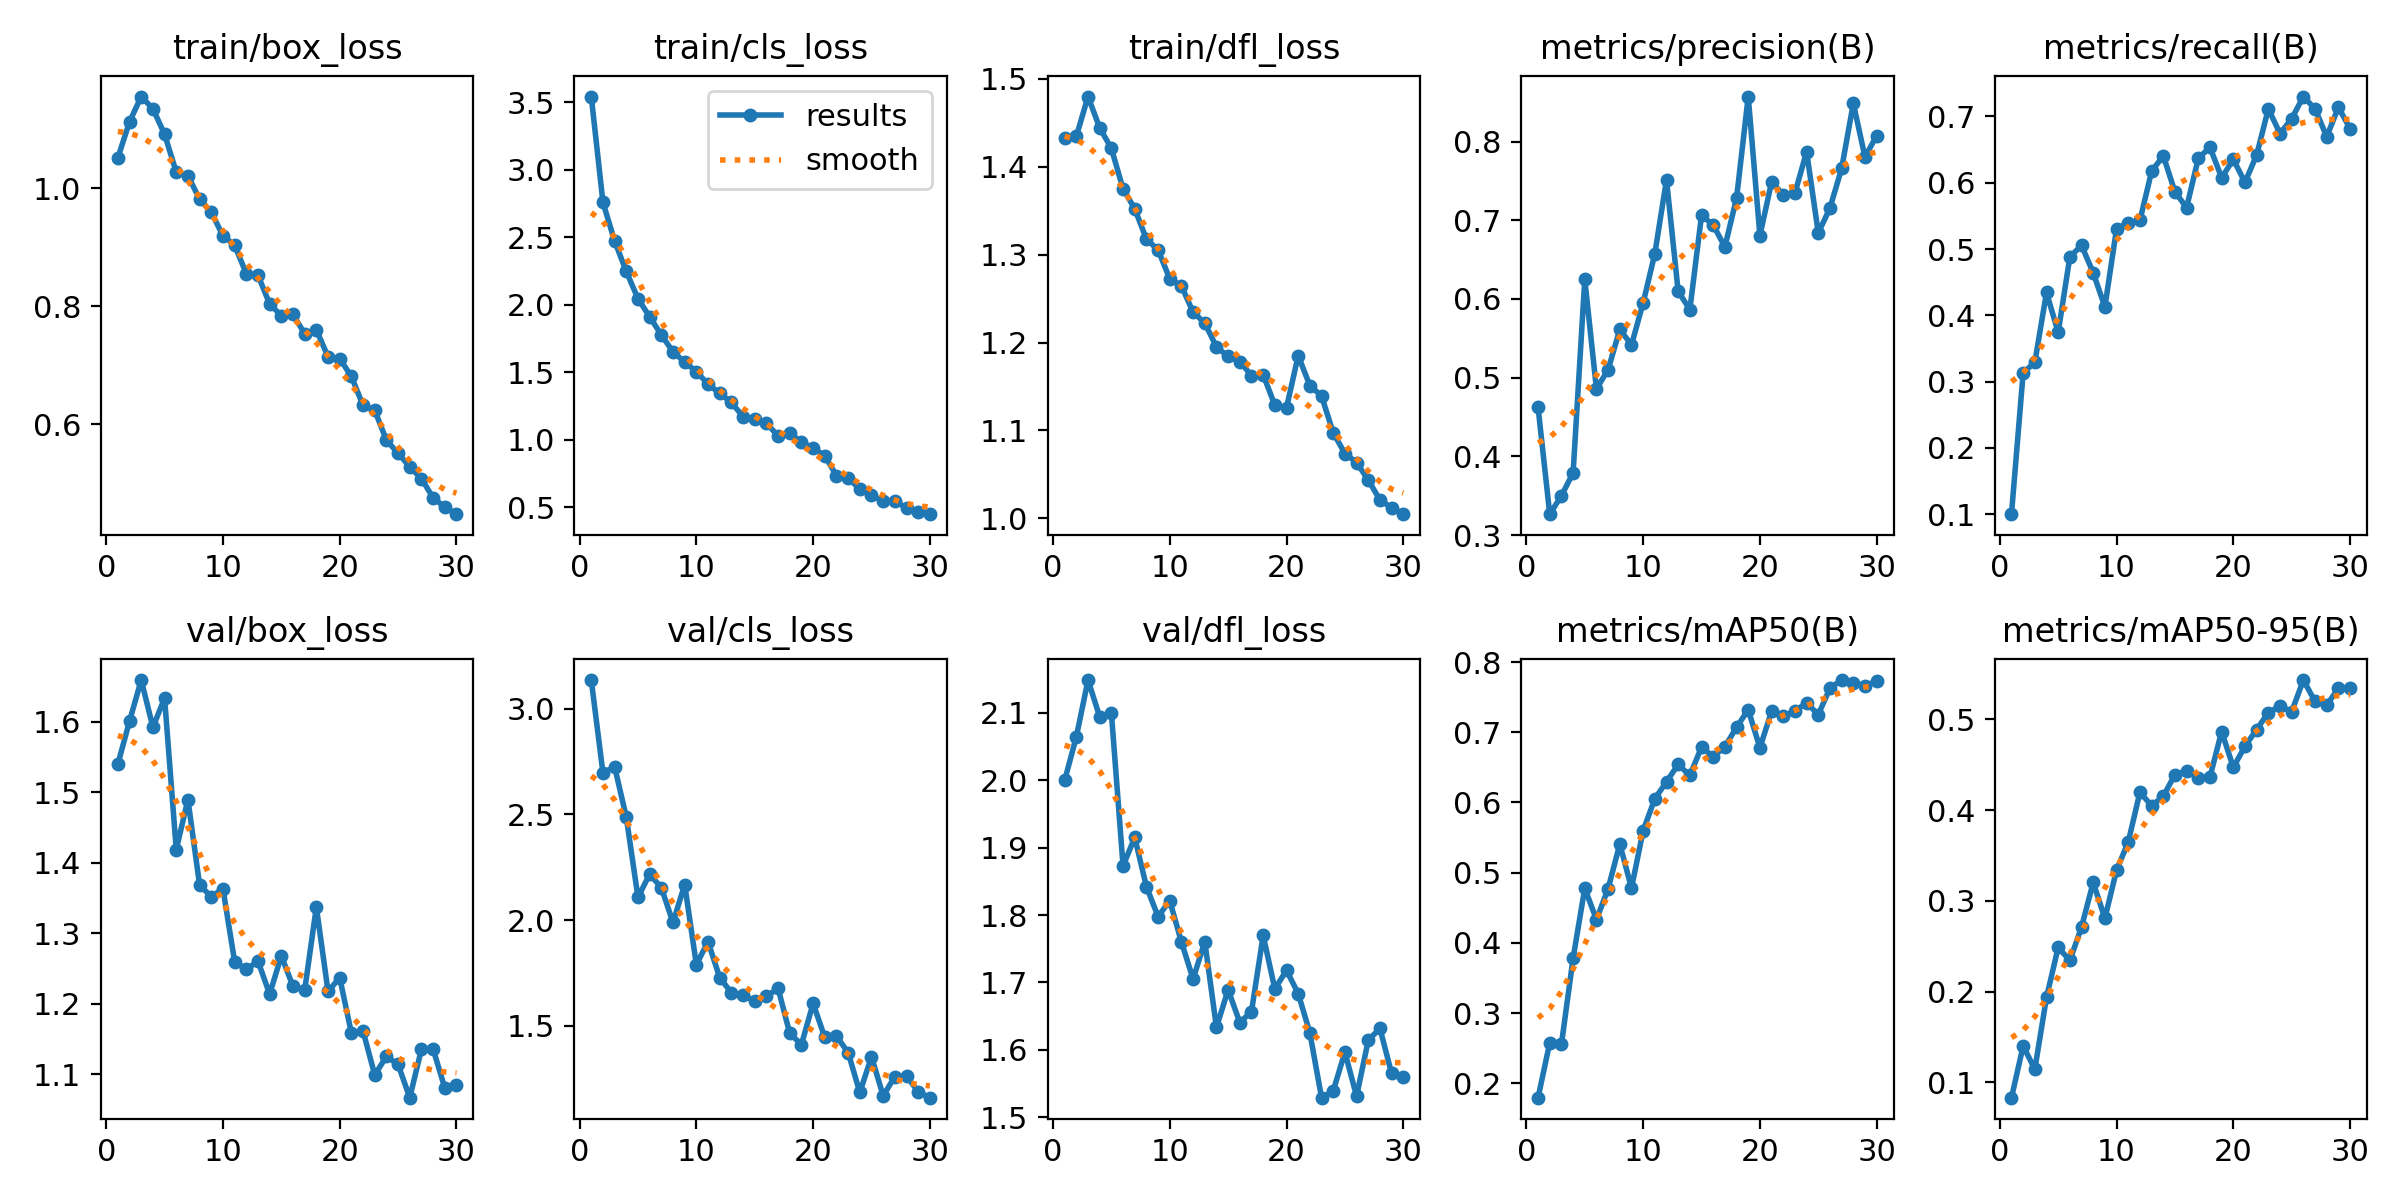 train/box_loss
train/cls_loss
train/dfl_loss
metrics/precision(B)
metrics/recall(B)
1.0
0.8
0.6
0 10 20 30
3.5
3.0
2.5
2.0
1.5
1.0
0.5
results
smooth
0 10 20 30
1.5
1.4
1.3
1.2
1.1
1.0
0 10 20 30
0.8
0.7
0.6
0.5
0.4
0.3
0 10 20 30
0.7
0.6
0.5
0.4
0.3
0.2
0.1
0 10 20 30
val/box_loss
val/cls_loss
val/dfl_loss
metrics/mAP50(B)
metrics/mAP50-95(B)
1.6
1.5
1.4
1.3
1.2
1.1
0 10 20 30
3.0
2.5
2.0
1.5
0 10 20 30
2.1
2.0
1.9
1.8
1.7
1.6
1.5
0 10 20 30
0.8
0.7
0.6
0.5
0.4
0.3
0.2
0 10 20 30
0.5
0.4
0.3
0.2
0.1
0 10 20 30